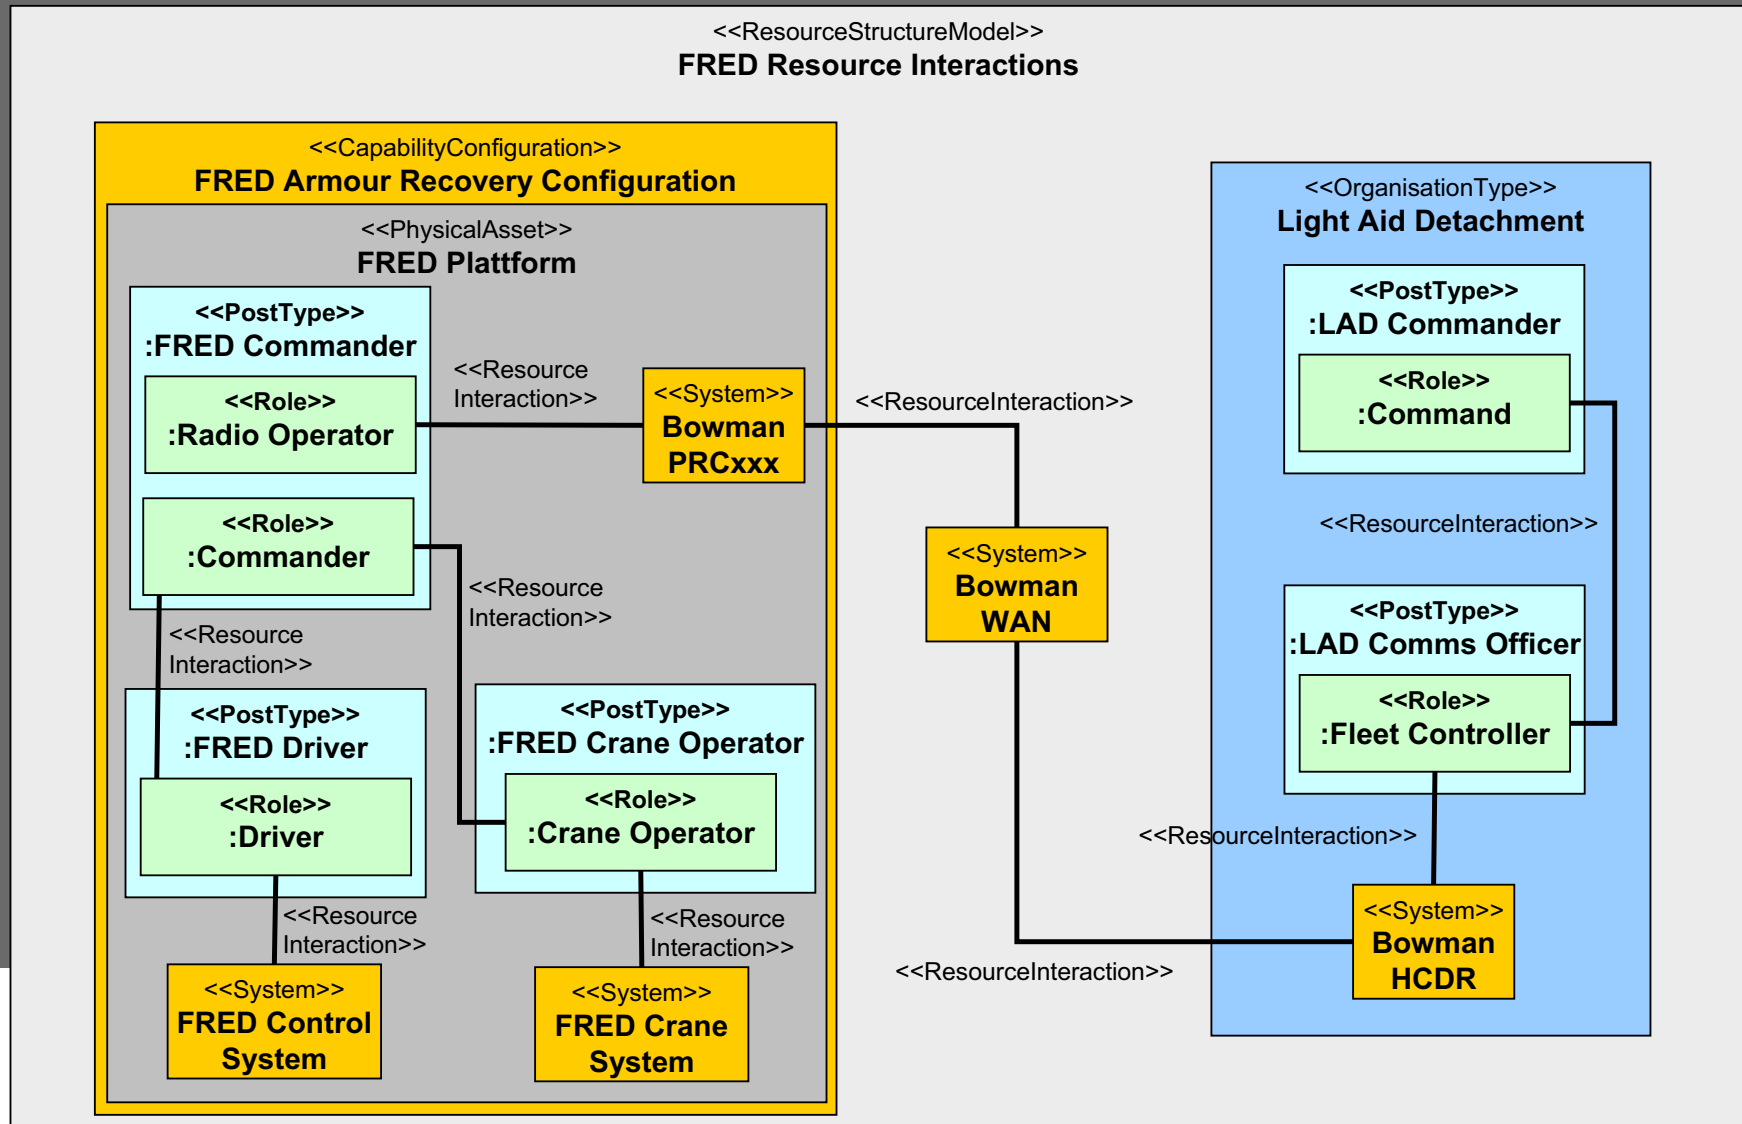 <<ResourceStructureModel>>
FRED Resource Interactions
<<CapabilityConfiguration>>
FRED Armour Recovery Configuration
<<PhysicalAsset>>
FRED Plattform
<<PostType>>
:FRED Commander
<<Role>>
:Radio Operator
<<Resource
Interaction>>
<<System>>
Bowman
PRCxxx
<<Role>>
:Commander
<<Resource
Interaction>>
<<Resource
Interaction>>
<<PostType>>
:FRED Driver
<<Role>>
:Driver
<<PostType>>
:FRED Crane Operator
<<Role>>
:Crane Operator
<<Resource
Interaction>>
<<Resource
Interaction>>
<<System>>
FRED Control
System
<<System>>
FRED Crane
System
<<ResourceInteraction>>
<<System>>
Bowman
WAN
<<ResourceInteraction>>
<<OrganisationType>>
Light Aid Detachment
<<PostType>>
:LAD Commander
<<Role>>
:Command
<<ResourceInteraction>>
<<PostType>>
:LAD Comms Officer
<<Role>>
:Fleet Controller
<<ResourceInteraction>>
<<System>>
Bowman
HCDR